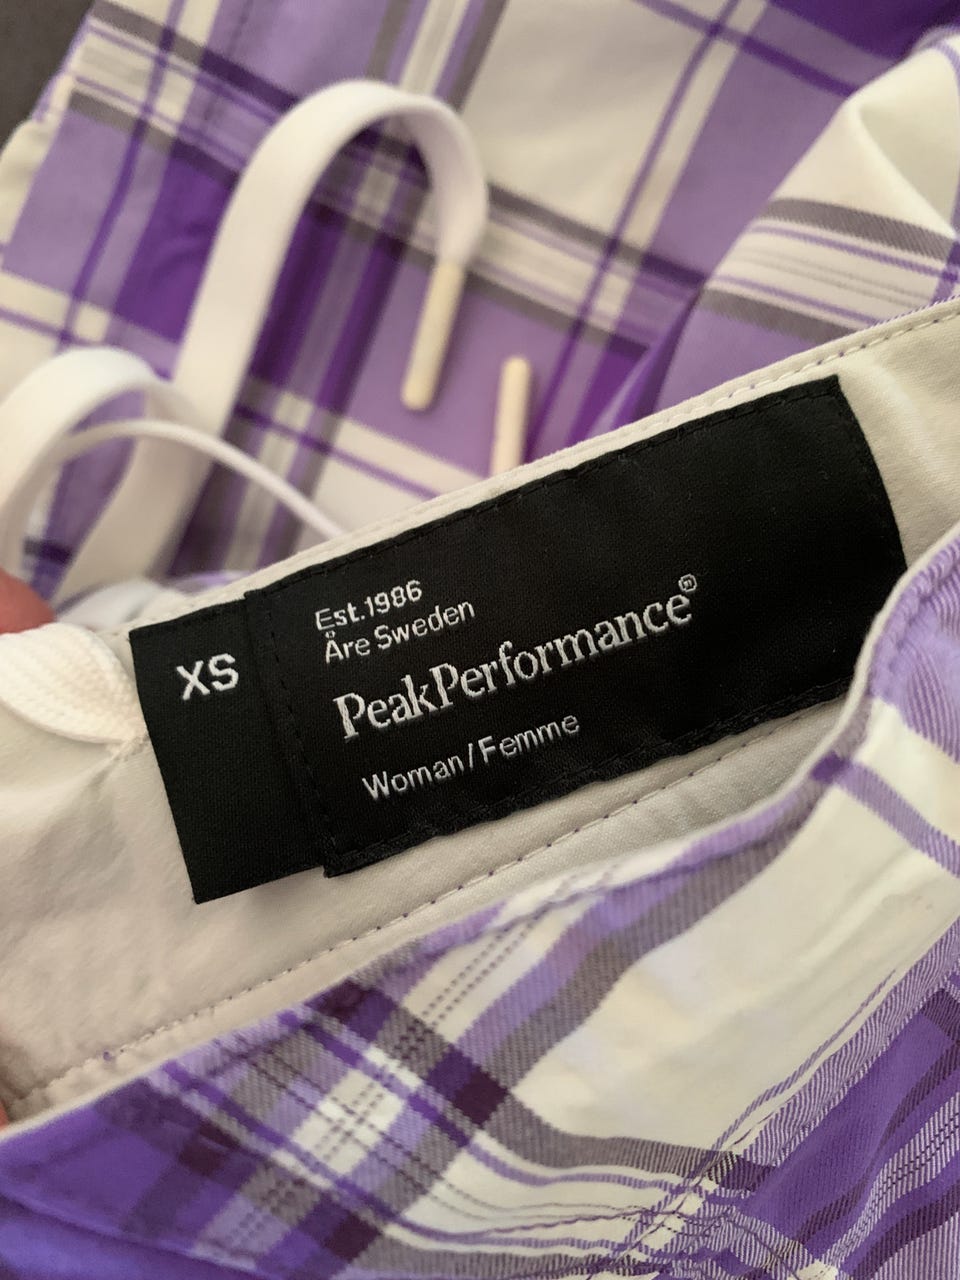 XS
Est.1986
Åre Sweden
PeakPerformance®
Woman/Femme